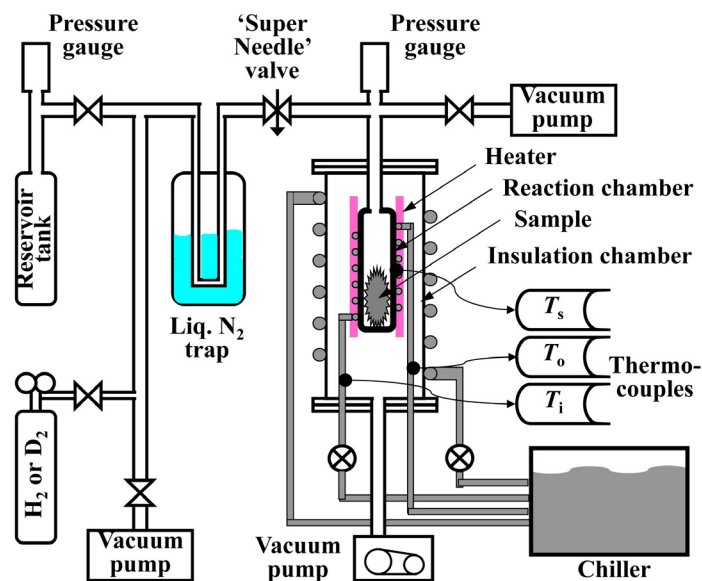 Pressure
gauge
‘Super
Needle’
valve
Pressure
gauge
Vacuum
pump
Heater
Reaction chamber
Sample
Insulation chamber
Reservoir
tank
Liq. N₂
trap
Tₛ
Tₒ
Tᵢ
Thermo-
couples
H₂ or D₂
Vacuum
pump
Vacuum
pump
Chiller